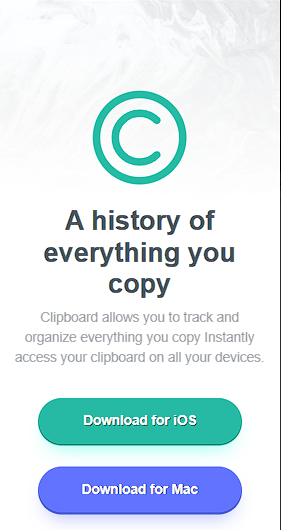 A history of
everything you
copy
Clipboard allows you to track and
organize everything you copy Instantly
access your clipboard on all your devices.
Download for iOS
Download for Mac